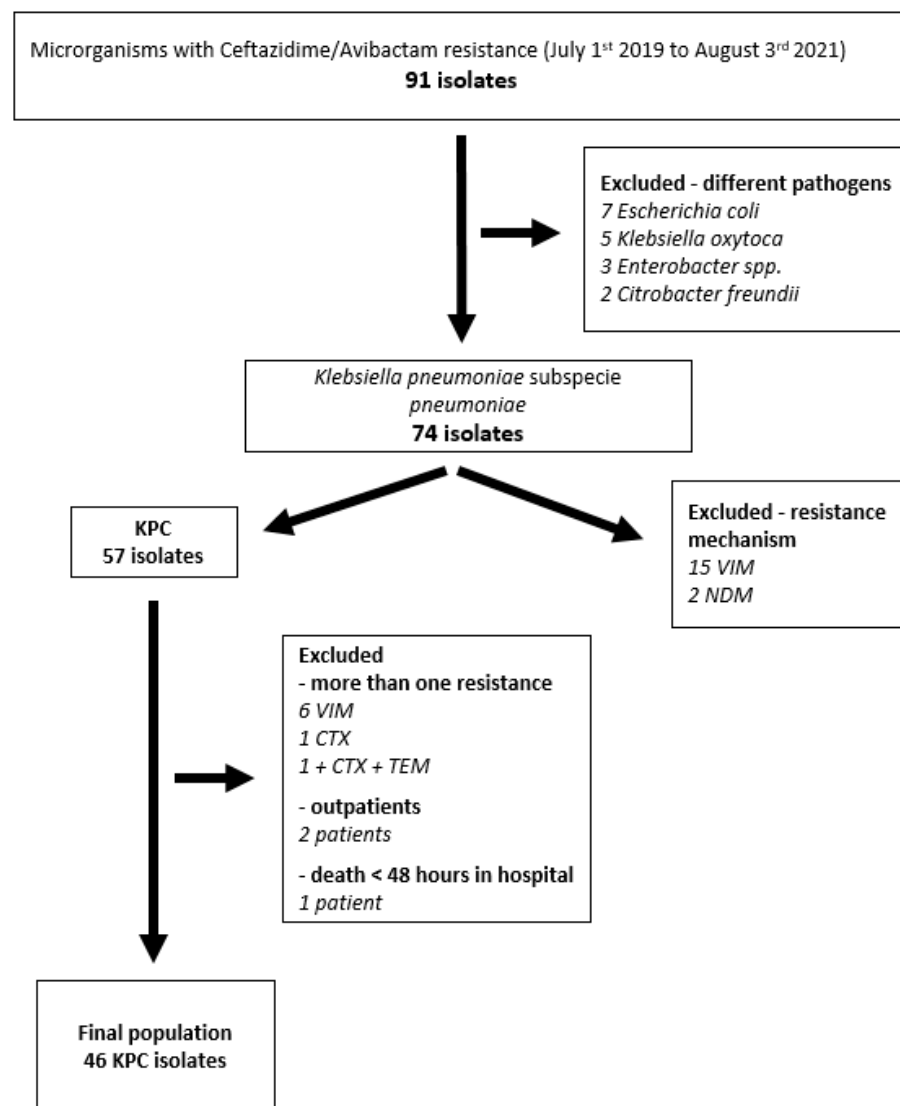 Microrganisms with Ceftazidime/Avibactam resistance (July 1st 2019 to August 3rd 2021)
91 isolates
Excluded - different pathogens
7 Escherichia coli
5 Klebsiella oxytoca
3 Enterobacter spp.
2 Citrobacter freundii
Klebsiella pneumoniae subspecie
pneumoniae
74 isolates
KPC
57 isolates
Excluded - resistance
mechanism
15 VIM
2 NDM
Excluded
- more than one resistance
6 VIM
1 CTX
1 + CTX + TEM
- outpatients
2 patients
- death < 48 hours in hospital
1 patient
Final population
46 KPC isolates